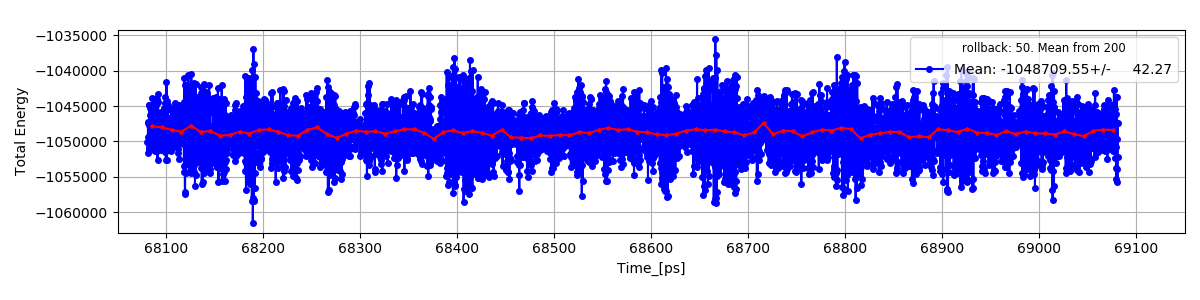 −1035000
−1040000
−1045000
−1050000
−1055000
−1060000
Total Energy
rollback: 50. Mean from 200
Mean: -1048709.55+/-     42.27
68100 68200 68300 68400 68500 68600 68700 68800 68900 69000 69100
Time_[ps]